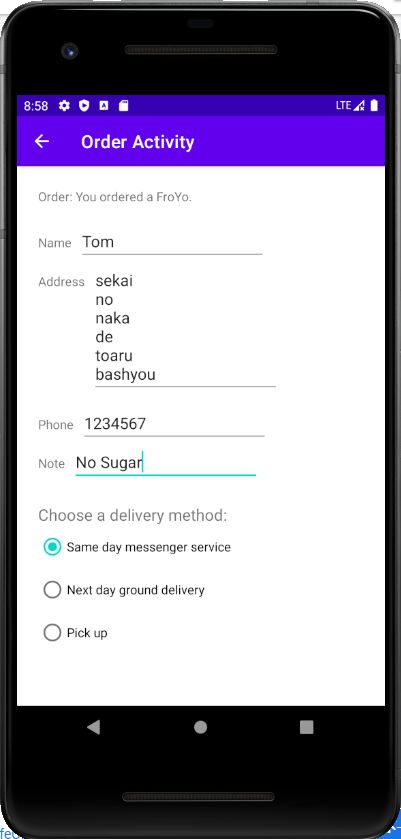 8:58 LTE
Order Activity
Order: You ordered a FroYo.
Name Tom
Address sekai
no
naka
de
toaru
bashyou
Phone 1234567
Note No Sugar
Choose a delivery method:
Same day messenger service
Next day ground delivery
Pick up